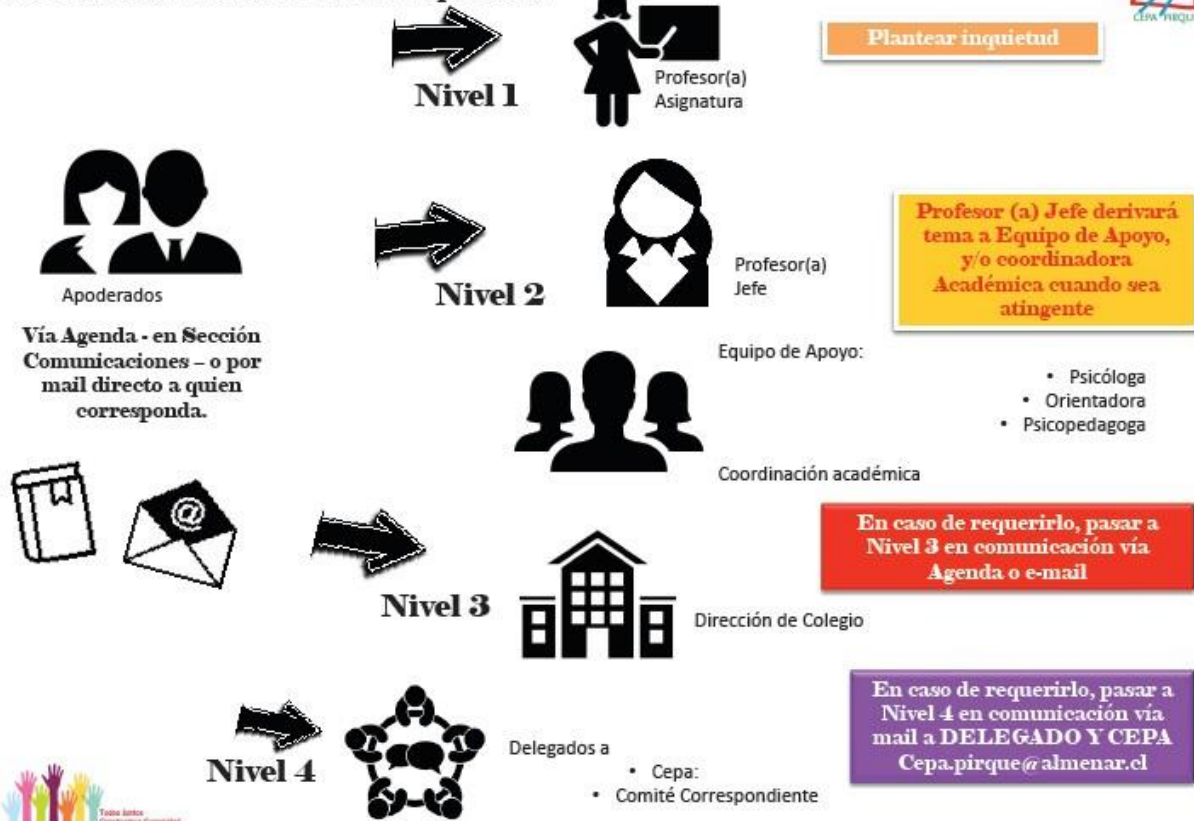 CEPA PIRQUE
Nivel 1
Profesor(a)
Asignatura
Plantear inquietud
Apoderados
Vía Agenda - en Sección
Comunicaciones – o por
mail directo a quien
corresponda.
@
Nivel 2
Profesor(a)
Jefe
Profesor (a) Jefe derivará
tema a Equipo de Apoyo,
y/o coordinadora
Académica cuando sea
atingente
Equipo de Apoyo:
• Psicóloga
• Orientadora
• Psicopedagoga
Coordinación académica
Nivel 3
Dirección de Colegio
En caso de requerirlo, pasar a
Nivel 3 en comunicación vía
Agenda o e-mail
Nivel 4
Delegados a
• Cepa:
• Comité Correspondiente
En caso de requerirlo, pasar a
Nivel 4 en comunicación vía
mail a DELEGADO Y CEPA
Cepa.pirque@almenar.cl
Todos Juntos